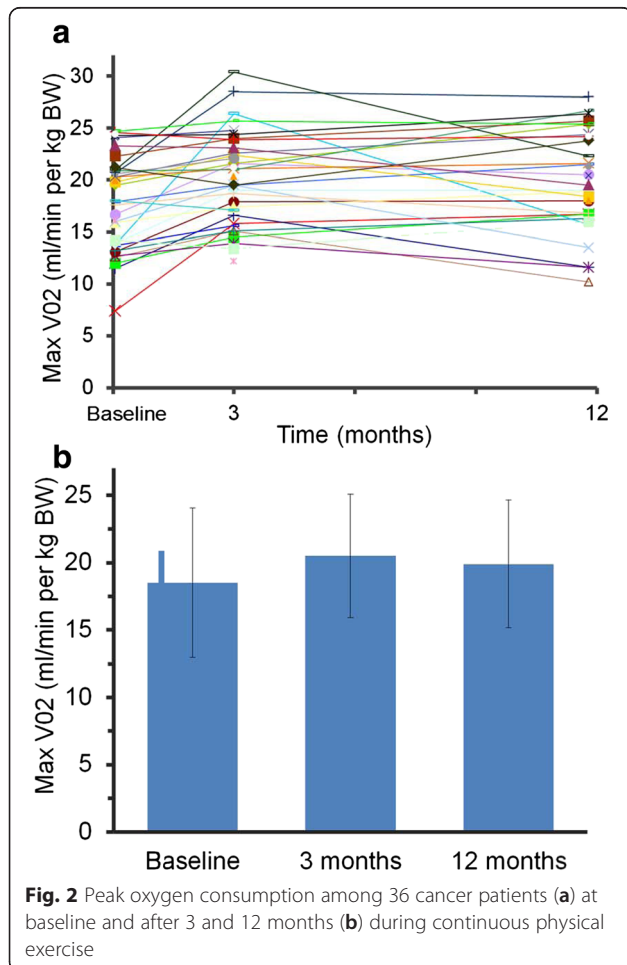 a
Max V02 (ml/min per kg BW)
30
25
20
15
10
5
0
Baseline 3 12
Time (months)
b
Max V02 (ml/min per kg BW)
25
20
15
10
5
0
Baseline 3 months 12 months
Fig. 2 Peak oxygen consumption among 36 cancer patients (a) at
baseline and after 3 and 12 months (b) during continuous physical
exercise